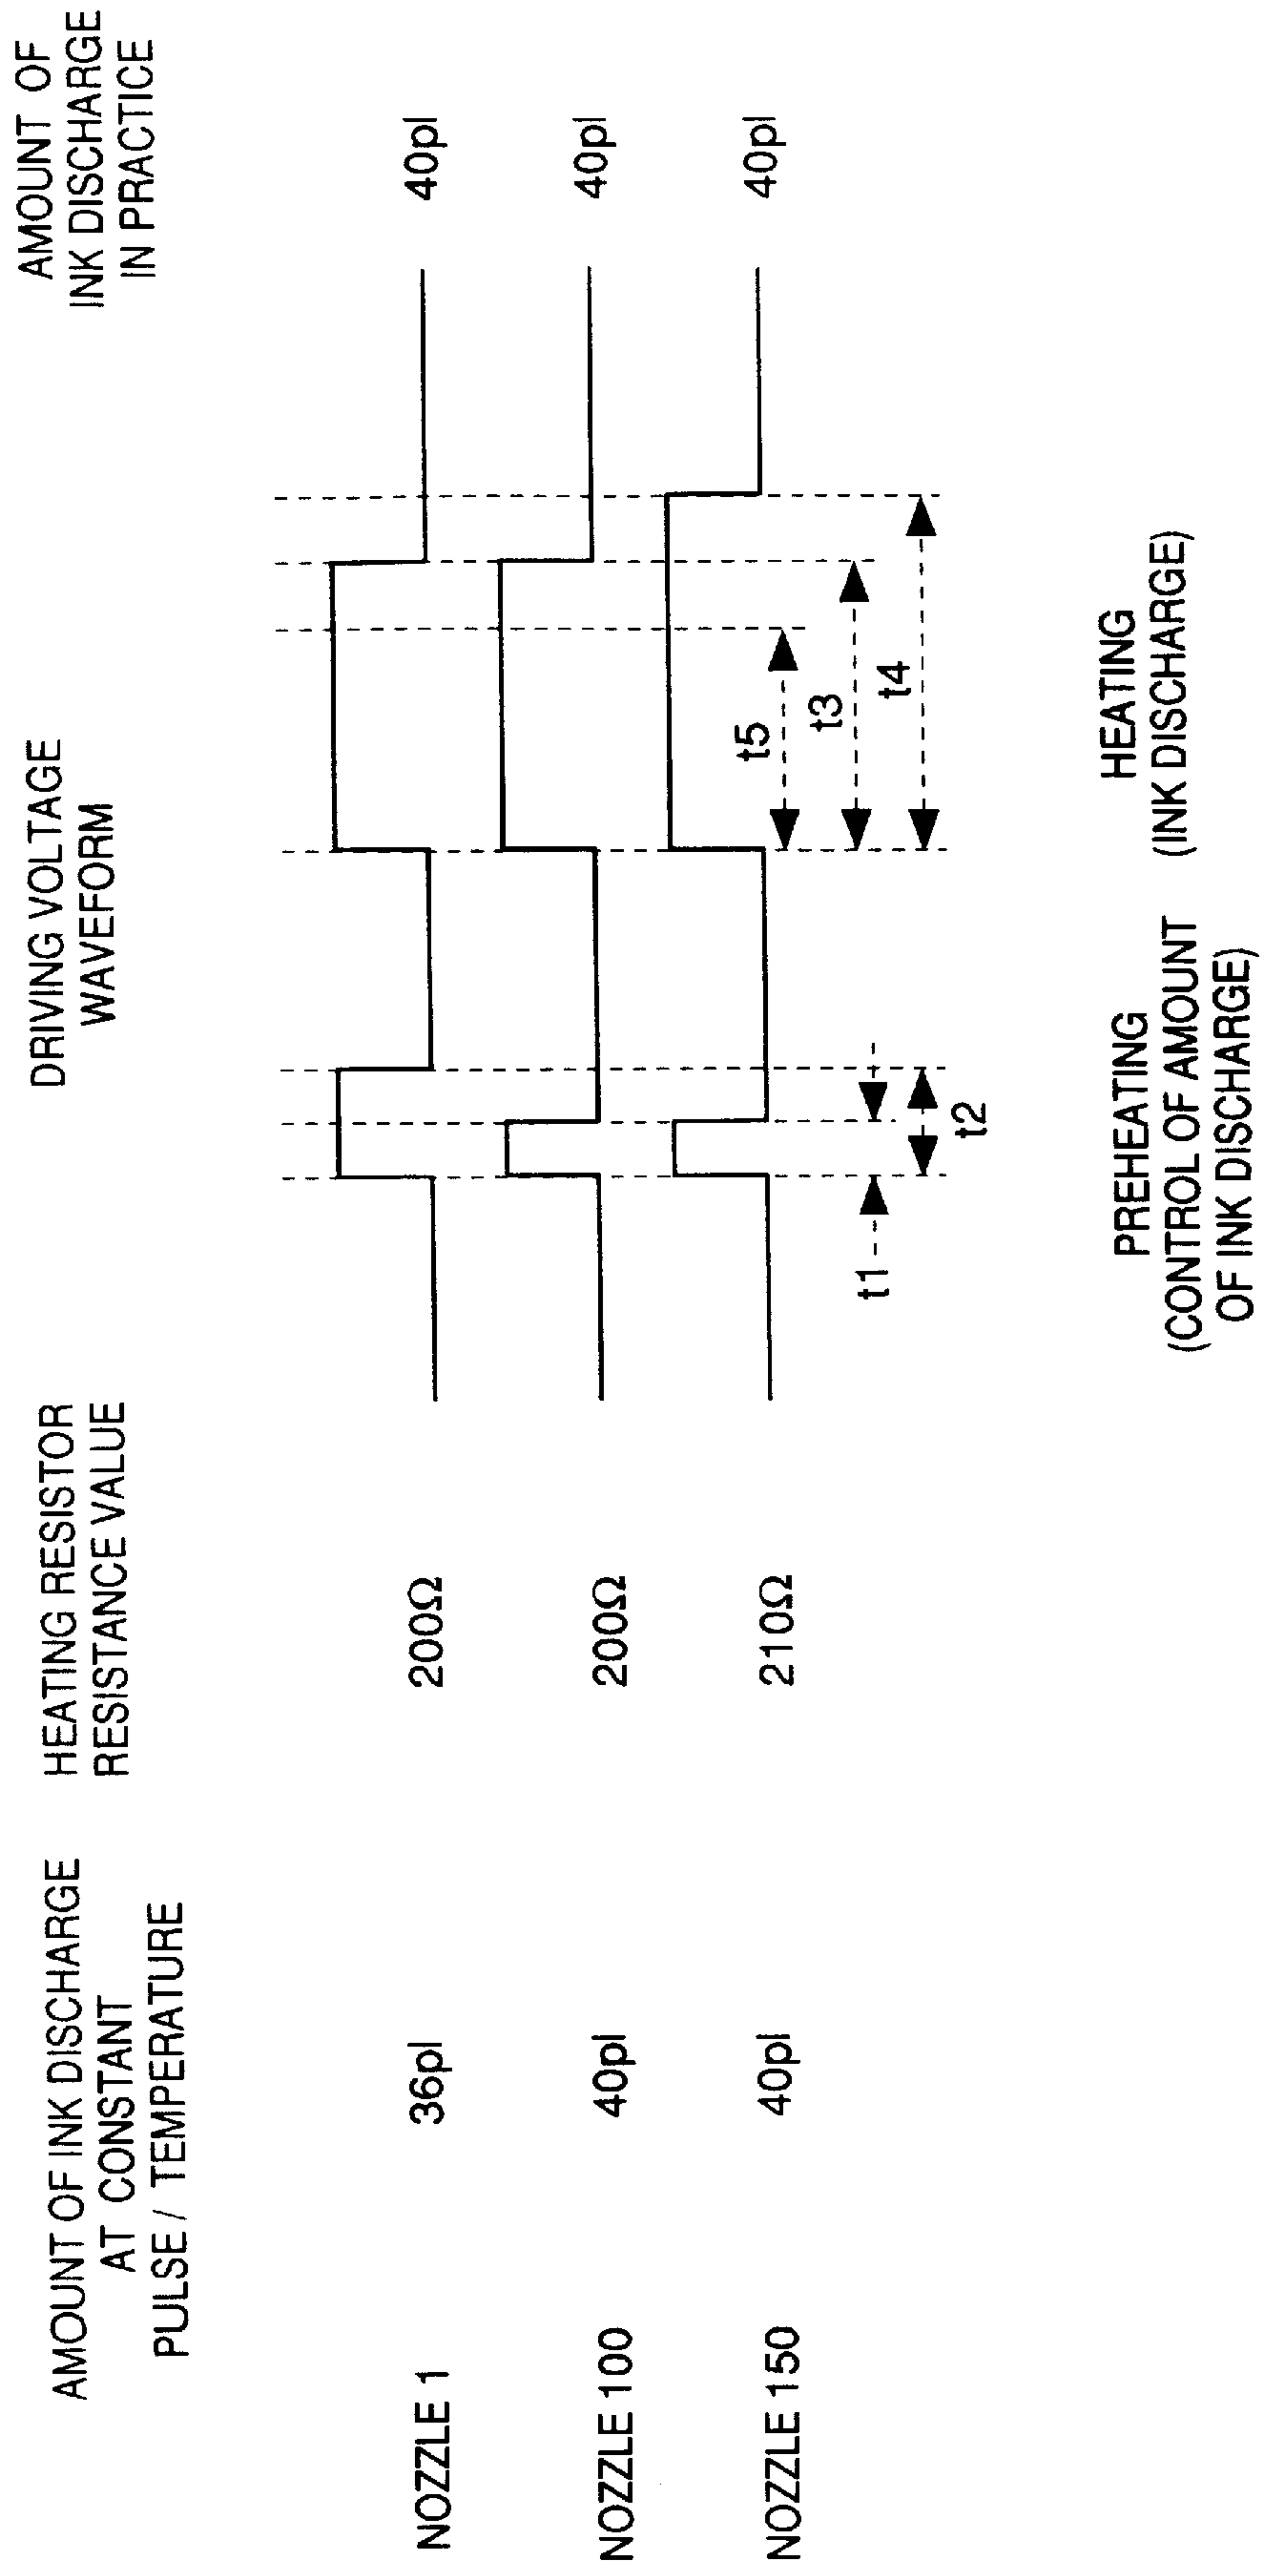 AMOUNT OF INK DISCHARGE
AT CONSTANT
PULSE / TEMPERATURE
HEATING RESISTOR
RESISTANCE VALUE
DRIVING VOLTAGE
WAVEFORM
AMOUNT OF
INK DISCHARGE
IN PRACTICE
NOZZLE 1
36pl
200Ω
40pl
NOZZLE 100
40pl
200Ω
40pl
NOZZLE 150
40pl
210Ω
40pl
t1
t2
t5
t3
t4
PREHEATING
(CONTROL OF AMOUNT
OF INK DISCHARGE)
HEATING
(INK DISCHARGE)